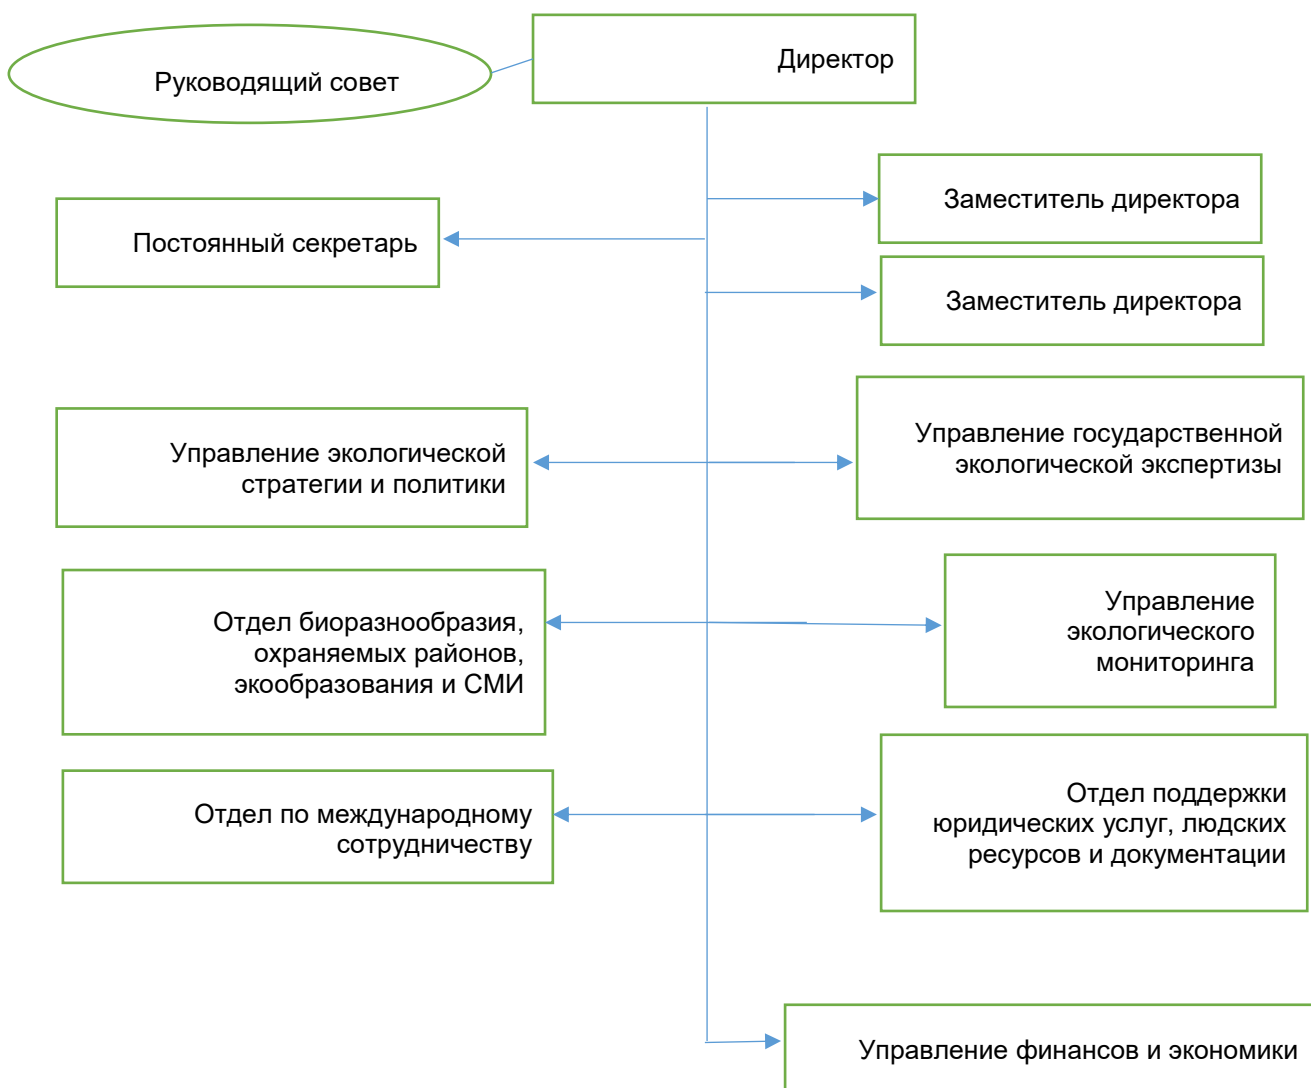 Директор
Руководящий совет
Заместитель директора
Постоянный секретарь
Заместитель директора
Управление экологической
стратегии и политики
Управление государственной
экологической экспертизы
Отдел биоразнообразия,
охраняемых районов,
экообразования и СМИ
Управление
экологического
мониторинга
Отдел по международному
сотрудничеству
Отдел поддержки
юридических услуг, людских
ресурсов и документации
Управление финансов и экономики